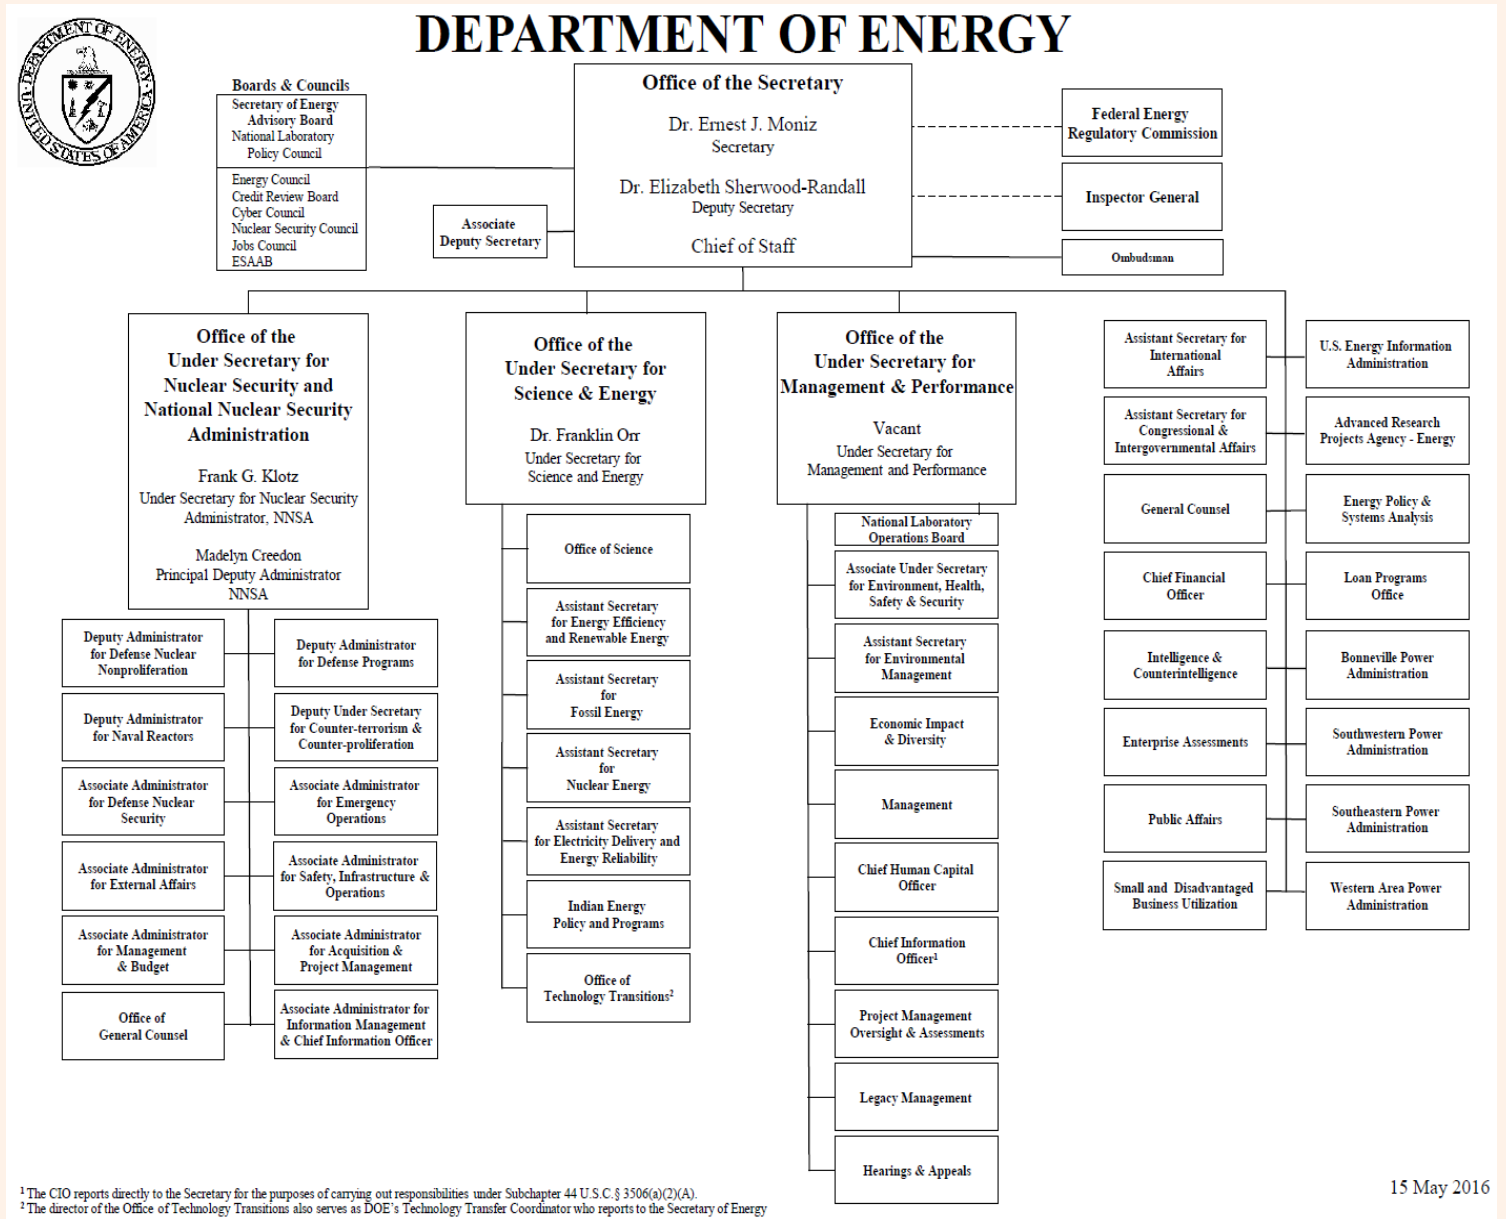 DEPARTMENT OF ENERGY
DEPARTMENT OF ENERGY
UNITED STATES OF AMERICA
Boards & Councils
Secretary of Energy
Advisory Board
National Laboratory
Policy Council
Energy Council
Credit Review Board
Cyber Council
Nuclear Security Council
Jobs Council
ESAAB
Associate
Deputy Secretary
Office of the Secretary
Dr. Ernest J. Moniz
Secretary
Dr. Elizabeth Sherwood-Randall
Deputy Secretary
Chief of Staff
Federal Energy
Regulatory Commission
Inspector General
Ombudsman
Office of the
Under Secretary for
Nuclear Security and
National Nuclear Security
Administration
Frank G. Klotz
Under Secretary for Nuclear Security
Administrator, NNSA
Madelyn Creedon
Principal Deputy Administrator
NNSA
Deputy Administrator
for Defense Nuclear
Nonproliferation
Deputy Administrator
for Defense Programs
Deputy Administrator
for Naval Reactors
Deputy Under Secretary
for Counter-terrorism &
Counter-proliferation
Associate Administrator
for Defense Nuclear
Security
Associate Administrator
for Emergency
Operations
Associate Administrator
for External Affairs
Associate Administrator
for Safety, Infrastructure &
Operations
Associate Administrator
for Management
& Budget
Associate Administrator
for Acquisition &
Project Management
Office of
General Counsel
Associate Administrator for
Information Management
& Chief Information Officer
Office of the
Under Secretary for
Science & Energy
Dr. Franklin Orr
Under Secretary for
Science and Energy
Office of Science
Assistant Secretary
for Energy Efficiency
and Renewable Energy
Assistant Secretary
for
Fossil Energy
Assistant Secretary
for
Nuclear Energy
Assistant Secretary
for Electricity Delivery and
Energy Reliability
Indian Energy
Policy and Programs
Office of
Technology Transitions²
Office of the
Under Secretary for
Management & Performance
Vacant
Under Secretary for
Management and Performance
National Laboratory
Operations Board
Associate Under Secretary
for Environment, Health,
Safety & Security
Assistant Secretary
for Environmental
Management
Economic Impact
& Diversity
Management
Chief Human Capital
Officer
Chief Information
Officer¹
Project Management
Oversight & Assessments
Legacy Management
Hearings & Appeals
Assistant Secretary for
International
Affairs
U.S. Energy Information
Administration
Assistant Secretary for
Congressional &
Intergovernmental Affairs
Advanced Research
Projects Agency - Energy
General Counsel
Energy Policy &
Systems Analysis
Chief Financial
Officer
Loan Programs
Office
Intelligence &
Counterintelligence
Bonneville Power
Administration
Enterprise Assessments
Southwestern Power
Administration
Public Affairs
Southeastern Power
Administration
Small and Disadvantaged
Business Utilization
Western Area Power
Administration
¹ The CIO reports directly to the Secretary for the purposes of carrying out responsibilities under Subchapter 44 U.S.C.§ 3506(a)(2)(A).
² The director of the Office of Technology Transitions also serves as DOE's Technology Transfer Coordinator who reports to the Secretary of Energy
15 May 2016